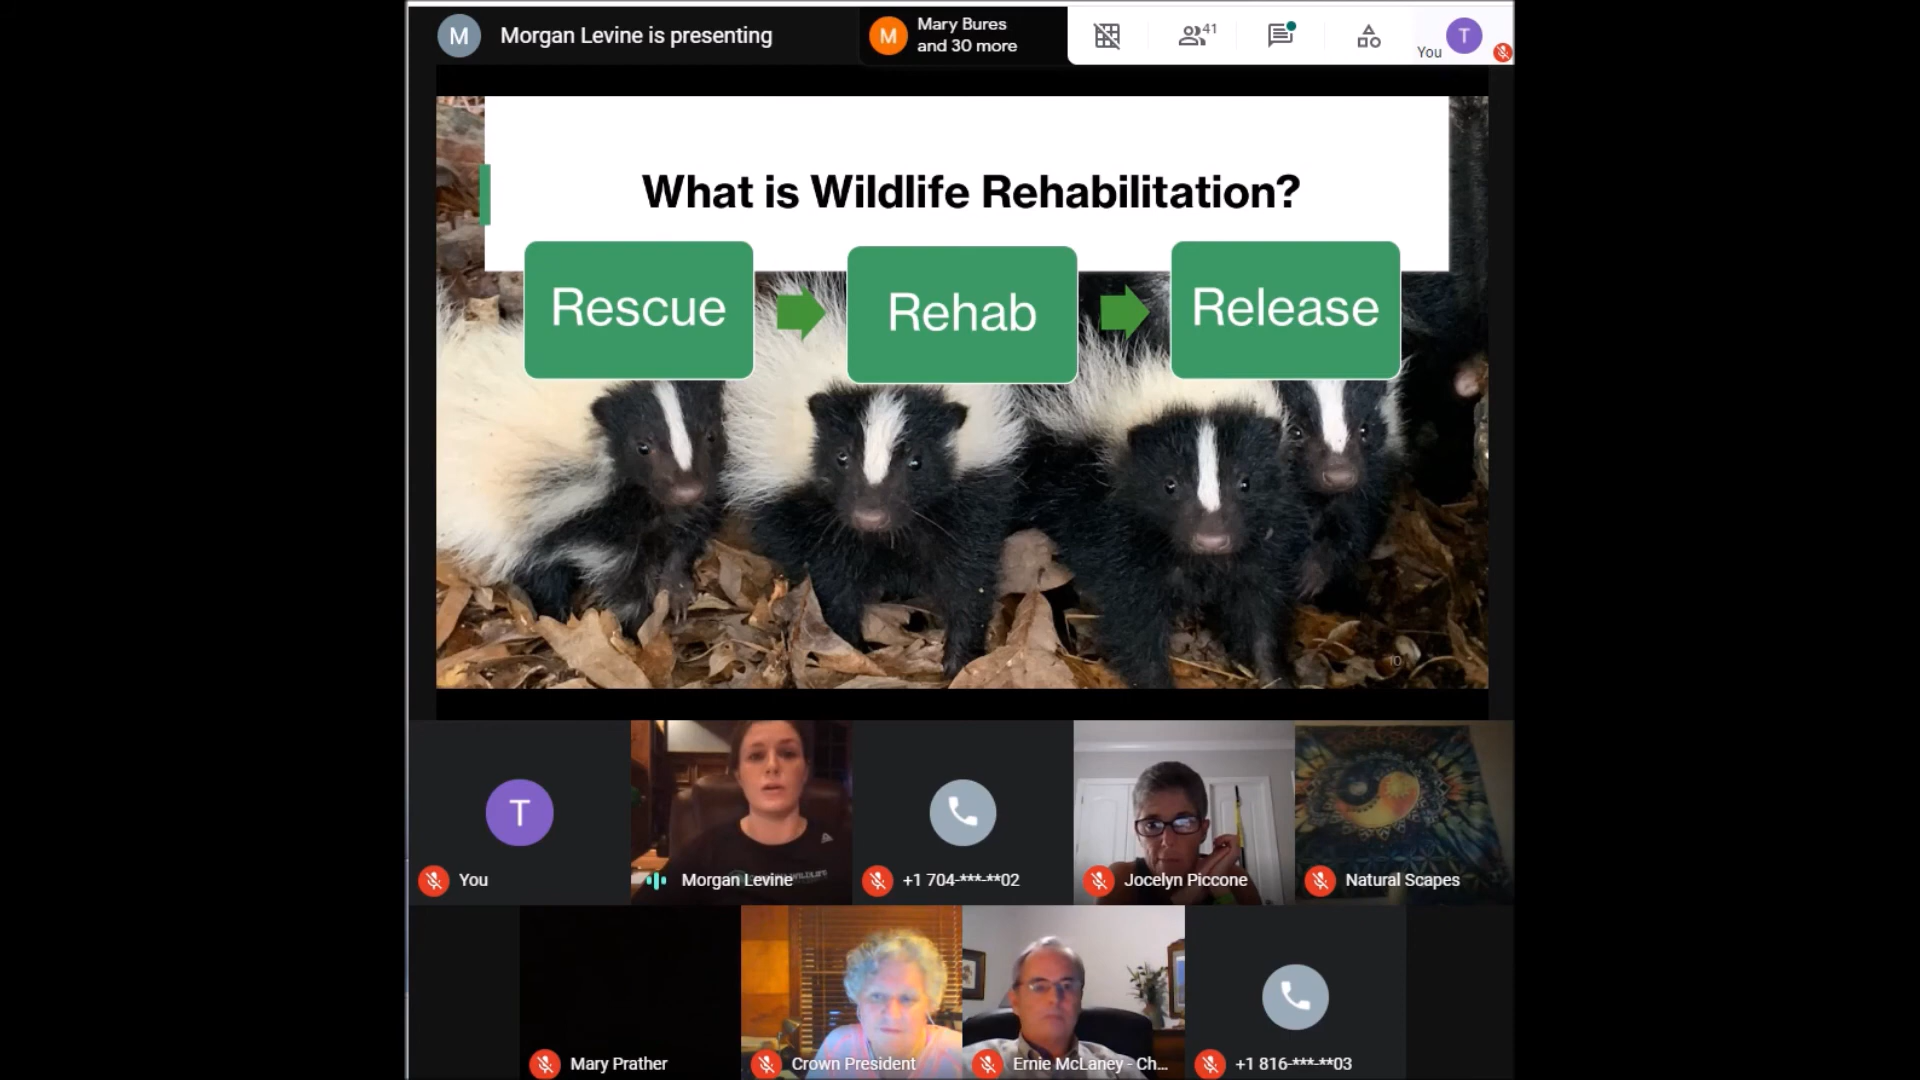 M
Morgan Levine is presenting
M
Mary Bures
and 30 more
41
You
T
What is Wildlife Rehabilitation?
Rescue
Rehab
Release
10
T
You
Morgan Levine
WILDLIFE
+1 704-***-**02
Jocelyn Piccone
Natural Scapes
Mary Prather
Crown President
Ernie McLaney - Ch...
+1 816-***-**03